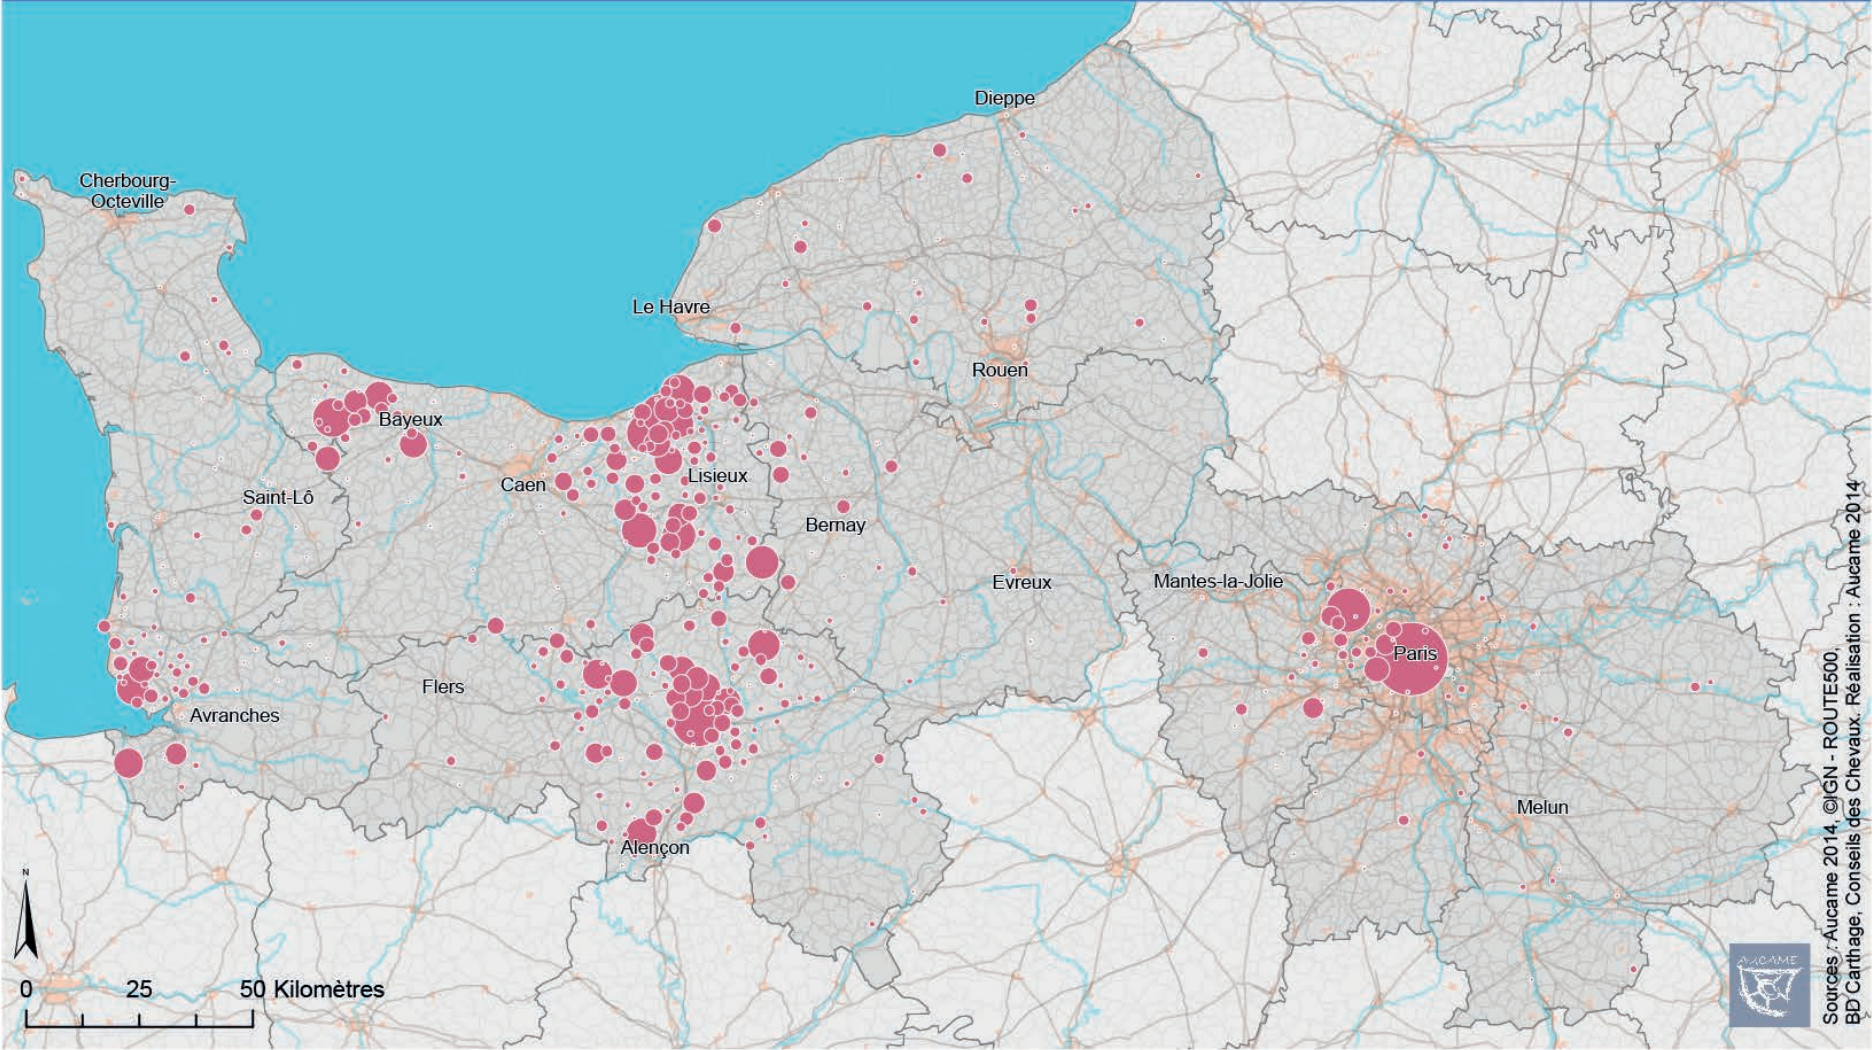 Dieppe
Cherbourg-
Octeville
Le Havre
Rouen
Bayeux
Lisieux
Caen
Saint-Lô
Bernay
Evreux
Mantes-la-Jolie
Paris
Flers
Avranches
Melun
Alençon
N
0 25 50 Kilomètres
AUCAME
Sources : Aucame 2014, ©IGN - ROUTE500,
BD Carthage, Conseils des Chevaux. Réalisation : Aucame 2014